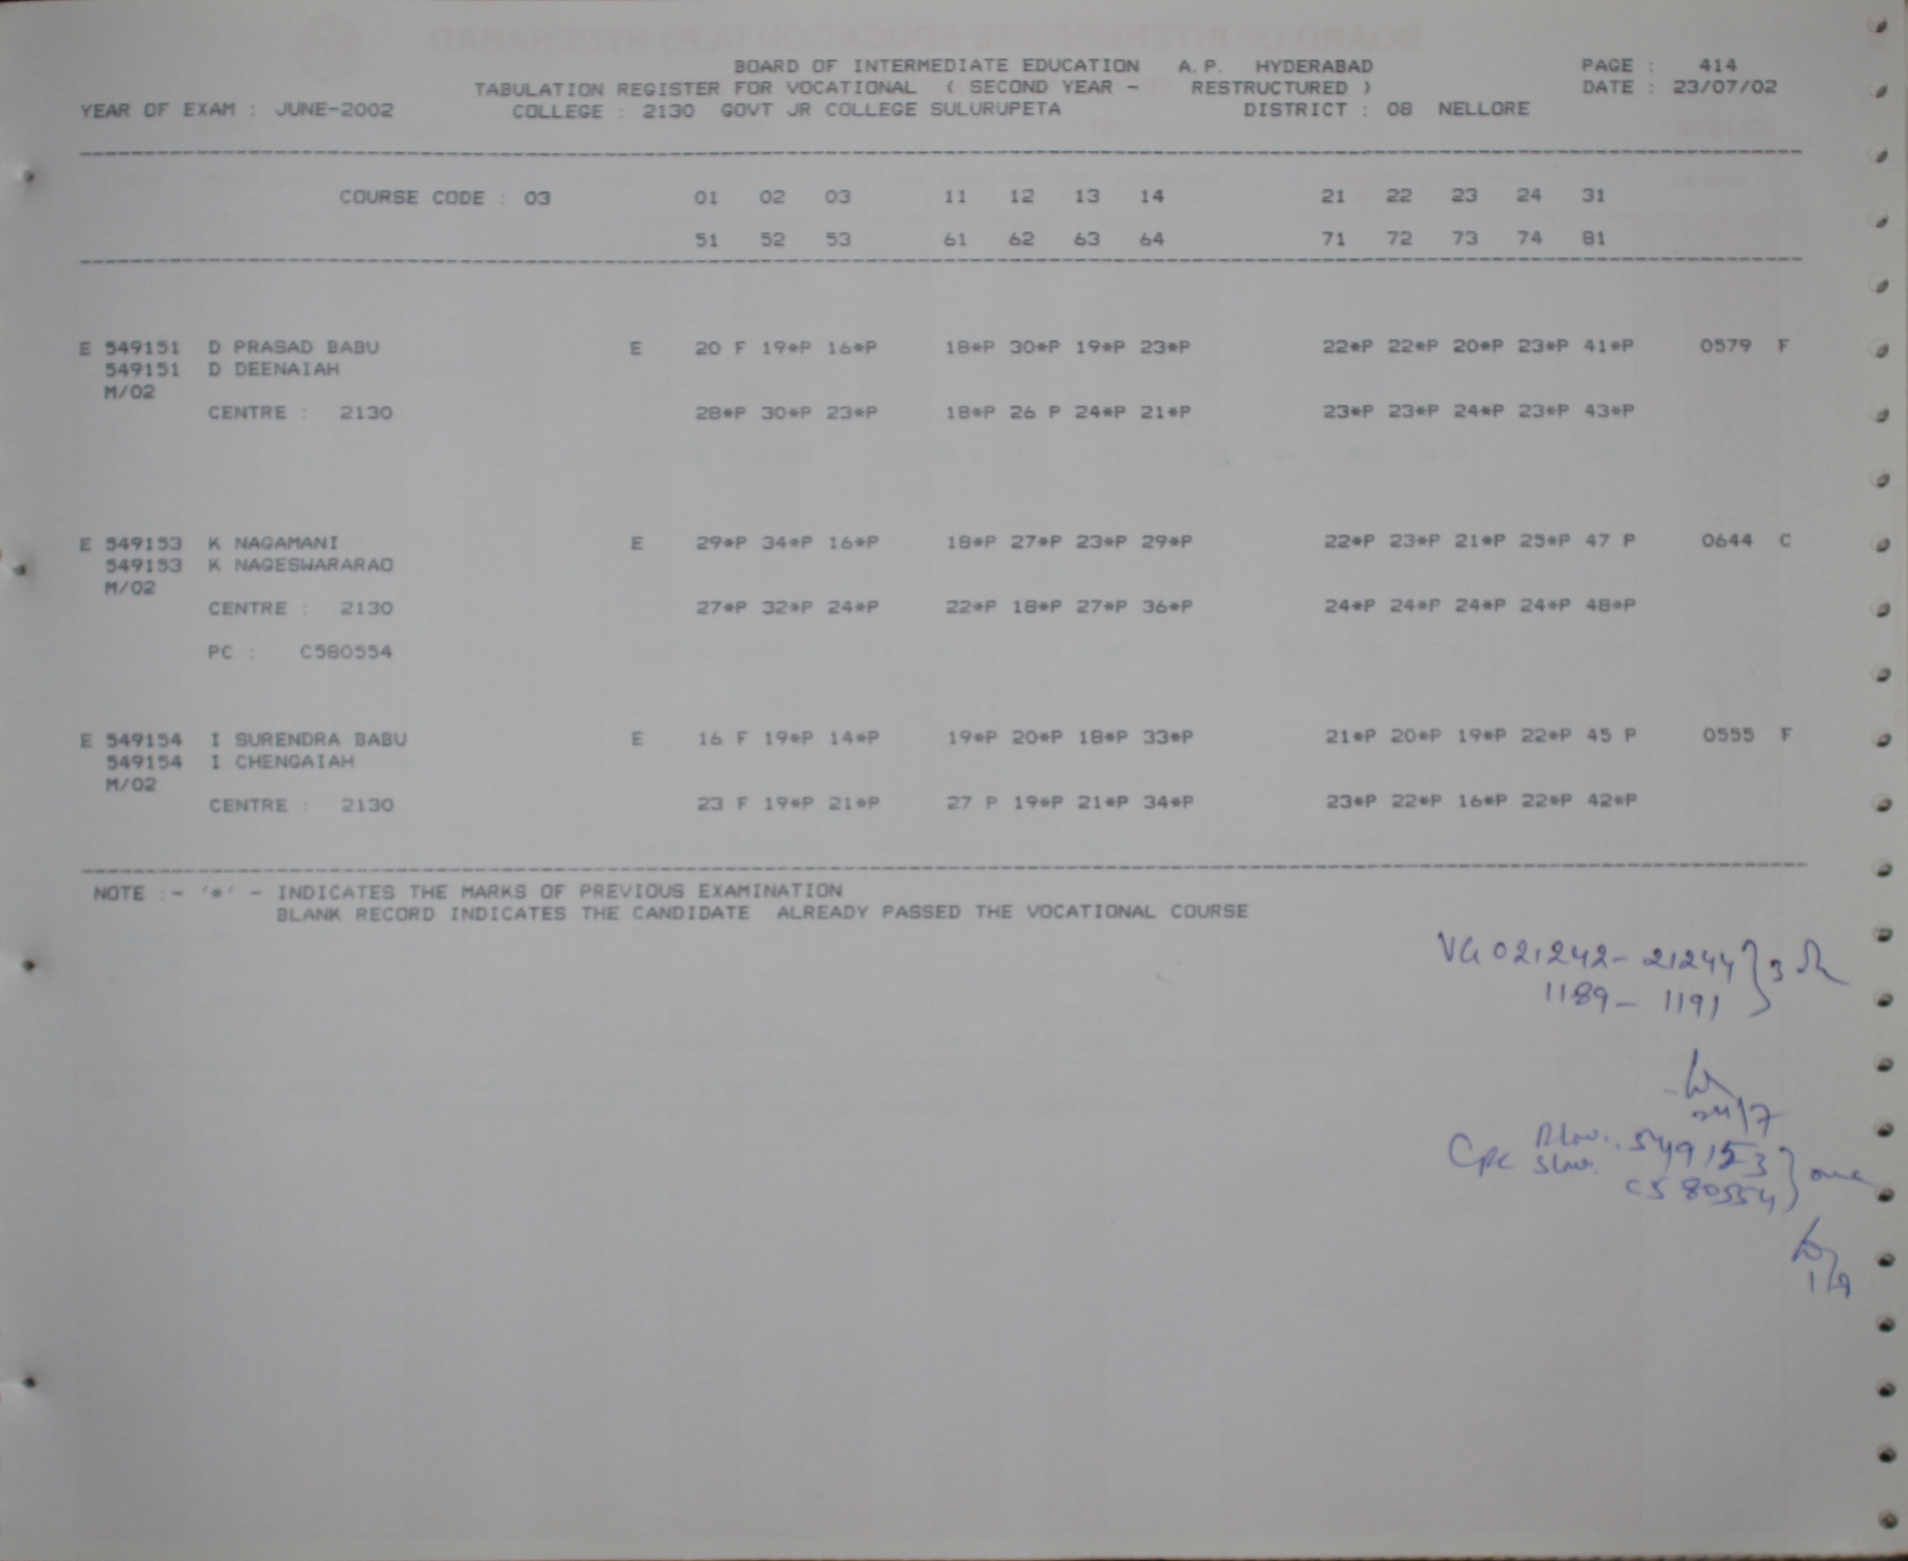 BOARD OF INTERMEDIATE EDUCATION A.P. HYDERABAD PAGE : 414
TABULATION REGISTER FOR VOCATIONAL ( SECOND YEAR - RESTRUCTURED ) DATE : 23/07/02
YEAR OF EXAM : JUNE-2002 COLLEGE : 2130 GOVT JR COLLEGE SULURUPETA DISTRICT : 08 NELLORE
COURSE CODE : 03 01 02 03 11 12 13 14 21 22 23 24 31
51 52 53 61 62 63 64 71 72 73 74 81
E 549151 D PRASAD BABU E 20 F 19*P 16*P 18*P 30*P 19*P 23*P 22*P 22*P 20*P 23*P 41*P 0579 F
549151 D DEENAIAH
M/02
CENTRE : 2130 28*P 30*P 23*P 18*P 26 P 24*P 21*P 23*P 23*P 24*P 23*P 43*P
E 549153 K NAGAMANI E 29*P 34*P 16*P 18*P 27*P 23*P 29*P 22*P 23*P 21*P 25*P 47 P 0644 C
549153 K NAGESWARARAO
M/02
CENTRE : 2130 27*P 32*P 24*P 22*P 18*P 27*P 36*P 24*P 24*P 24*P 24*P 48*P
PC : C580554
E 549154 I SURENDRA BABU E 16 F 19*P 14*P 19*P 20*P 18*P 33*P 21*P 20*P 19*P 22*P 45 P 0555 F
549154 I CHENGAIAH
M/02
CENTRE : 2130 23 F 19*P 21*P 27 P 19*P 21*P 34*P 23*P 22*P 16*P 22*P 42*P
NOTE :- '*' - INDICATES THE MARKS OF PREVIOUS EXAMINATION
BLANK RECORD INDICATES THE CANDIDATE ALREADY PASSED THE VOCATIONAL COURSE
VG 021242 - 21244 } 3
1189 - 1191
24/7
549153 } one
C580554
1/9